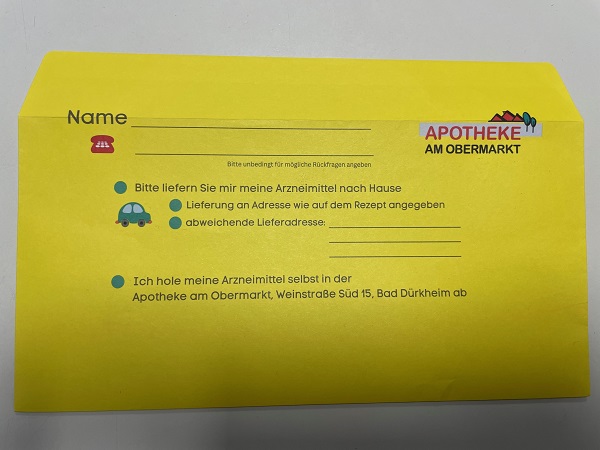 Name
APOTHEKE
AM OBERMARKT
Bitte unbedingt für mögliche Rückfragen angeben
Bitte liefern Sie mir meine Arzneimittel nach Hause
Lieferung an Adresse wie auf dem Rezept angegeben
abweichende Lieferadresse:
Ich hole meine Arzneimittel selbst in der
Apotheke am Obermarkt, Weinstraße Süd 15, Bad Dürkheim ab